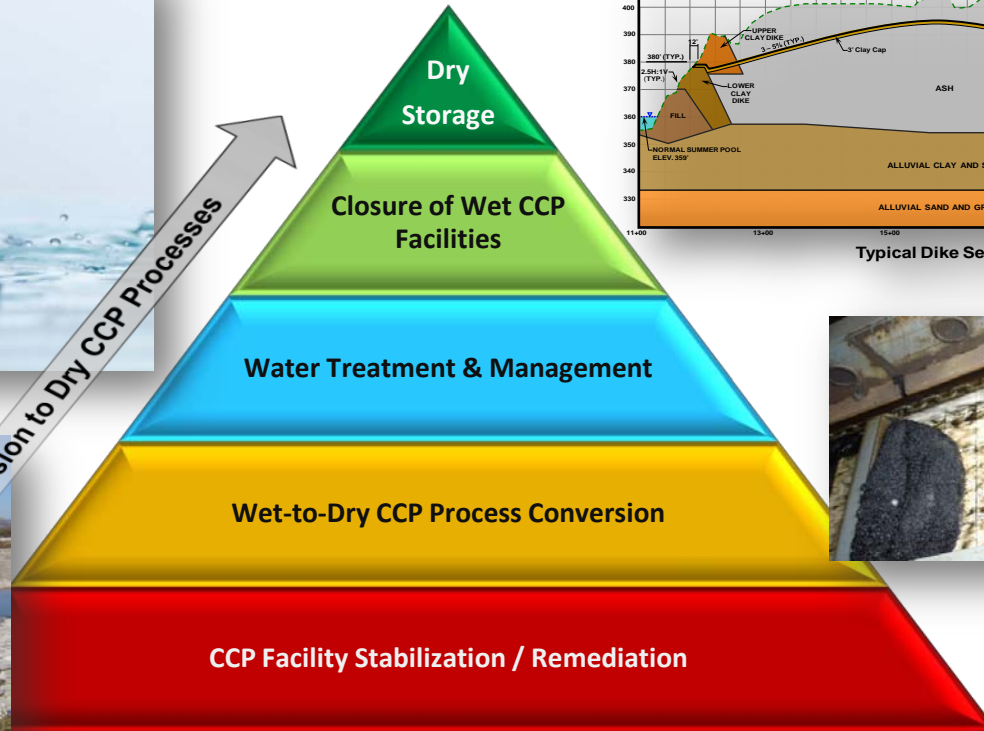 Dry
Storage
Closure of Wet CCP
Facilities
Water Treatment & Management
Wet-to-Dry CCP Process Conversion
CCP Facility Stabilization / Remediation
to Dry CCP Processes
400
390
380
370
360
350
340
330
11+00
13+00
15+00
12'
UPPER
CLAY DIKE
380' (TYP.)
2.5H:1V
(TYP.)
3 – 5% (TYP.)
3' Clay Cap
LOWER
CLAY
DIKE
FILL
ASH
NORMAL SUMMER POOL
ELEV. 359'
ALLUVIAL CLAY AND
ALLUVIAL SAND AND
Typical Dike